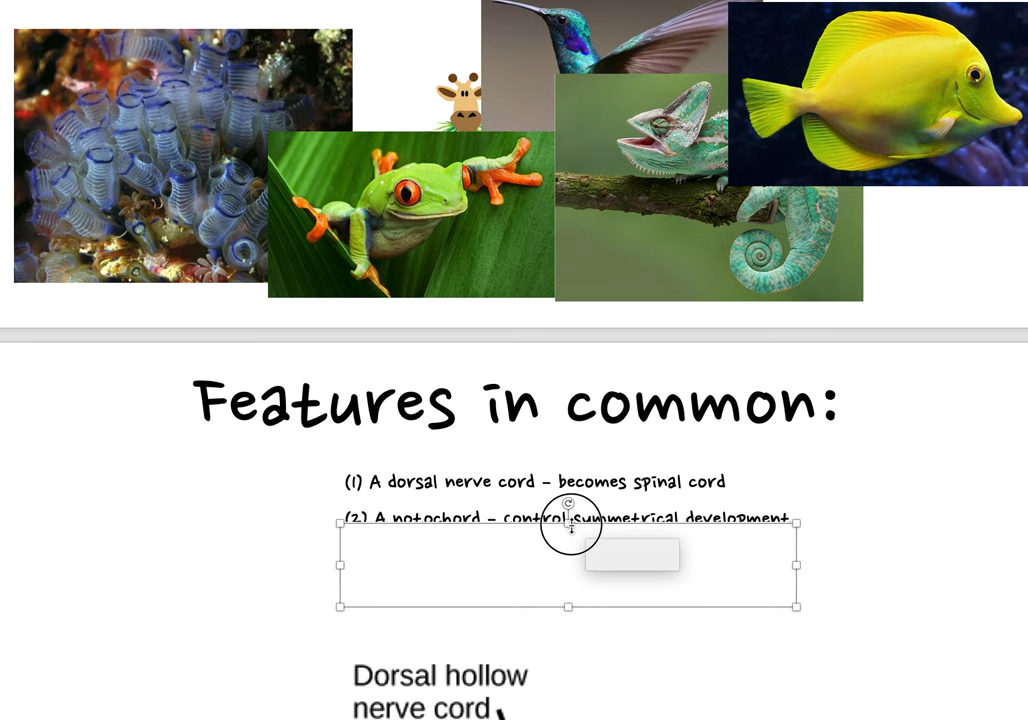 Features in common:
(1) A dorsal nerve cord – becomes spinal cord
(2) A notochord – control symmetrical development
Dorsal hollow
nerve cord